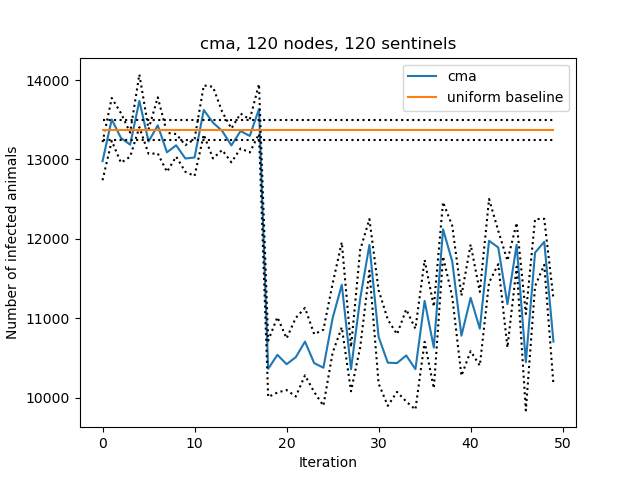 cma, 120 nodes, 120 sentinels
cma
uniform baseline
Number of infected animals
14000
13000
12000
11000
10000
0
10
20
30
40
50
Iteration